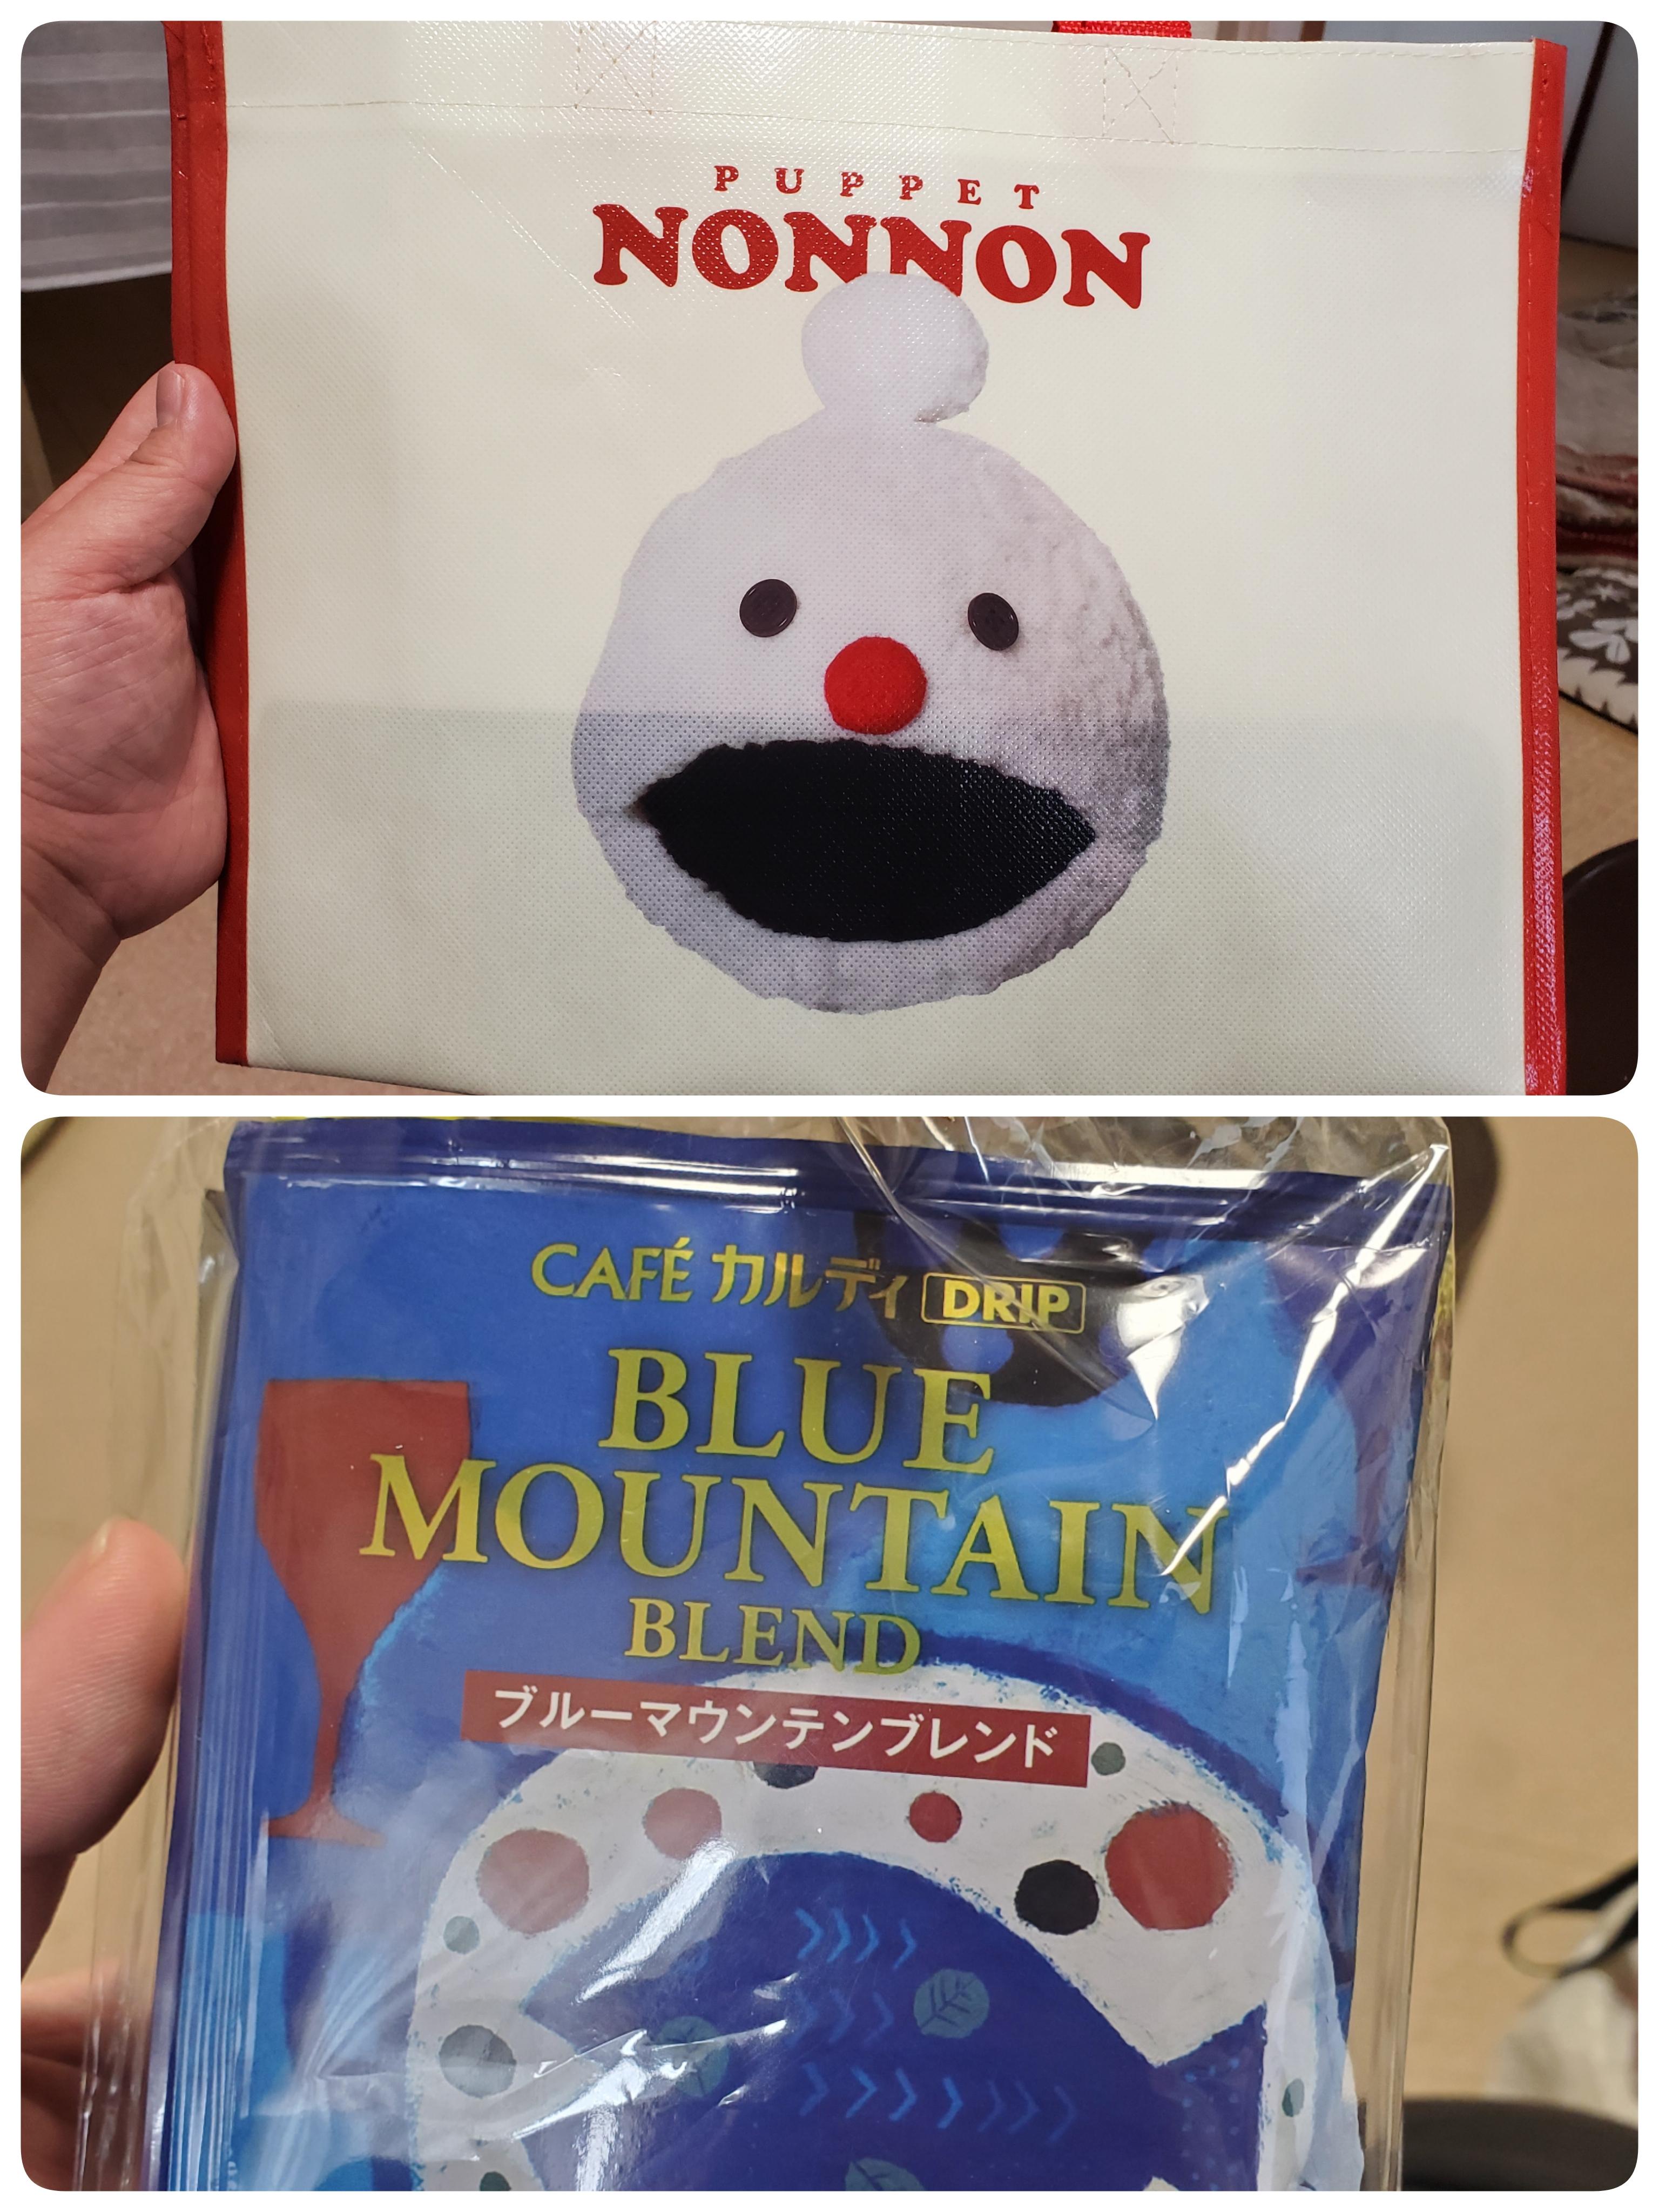 PUPPET
NONNON
CAFÉ カルディ DRIP
BLUE
MOUNTAIN
BLEND
ブルーマウンテンブレンド